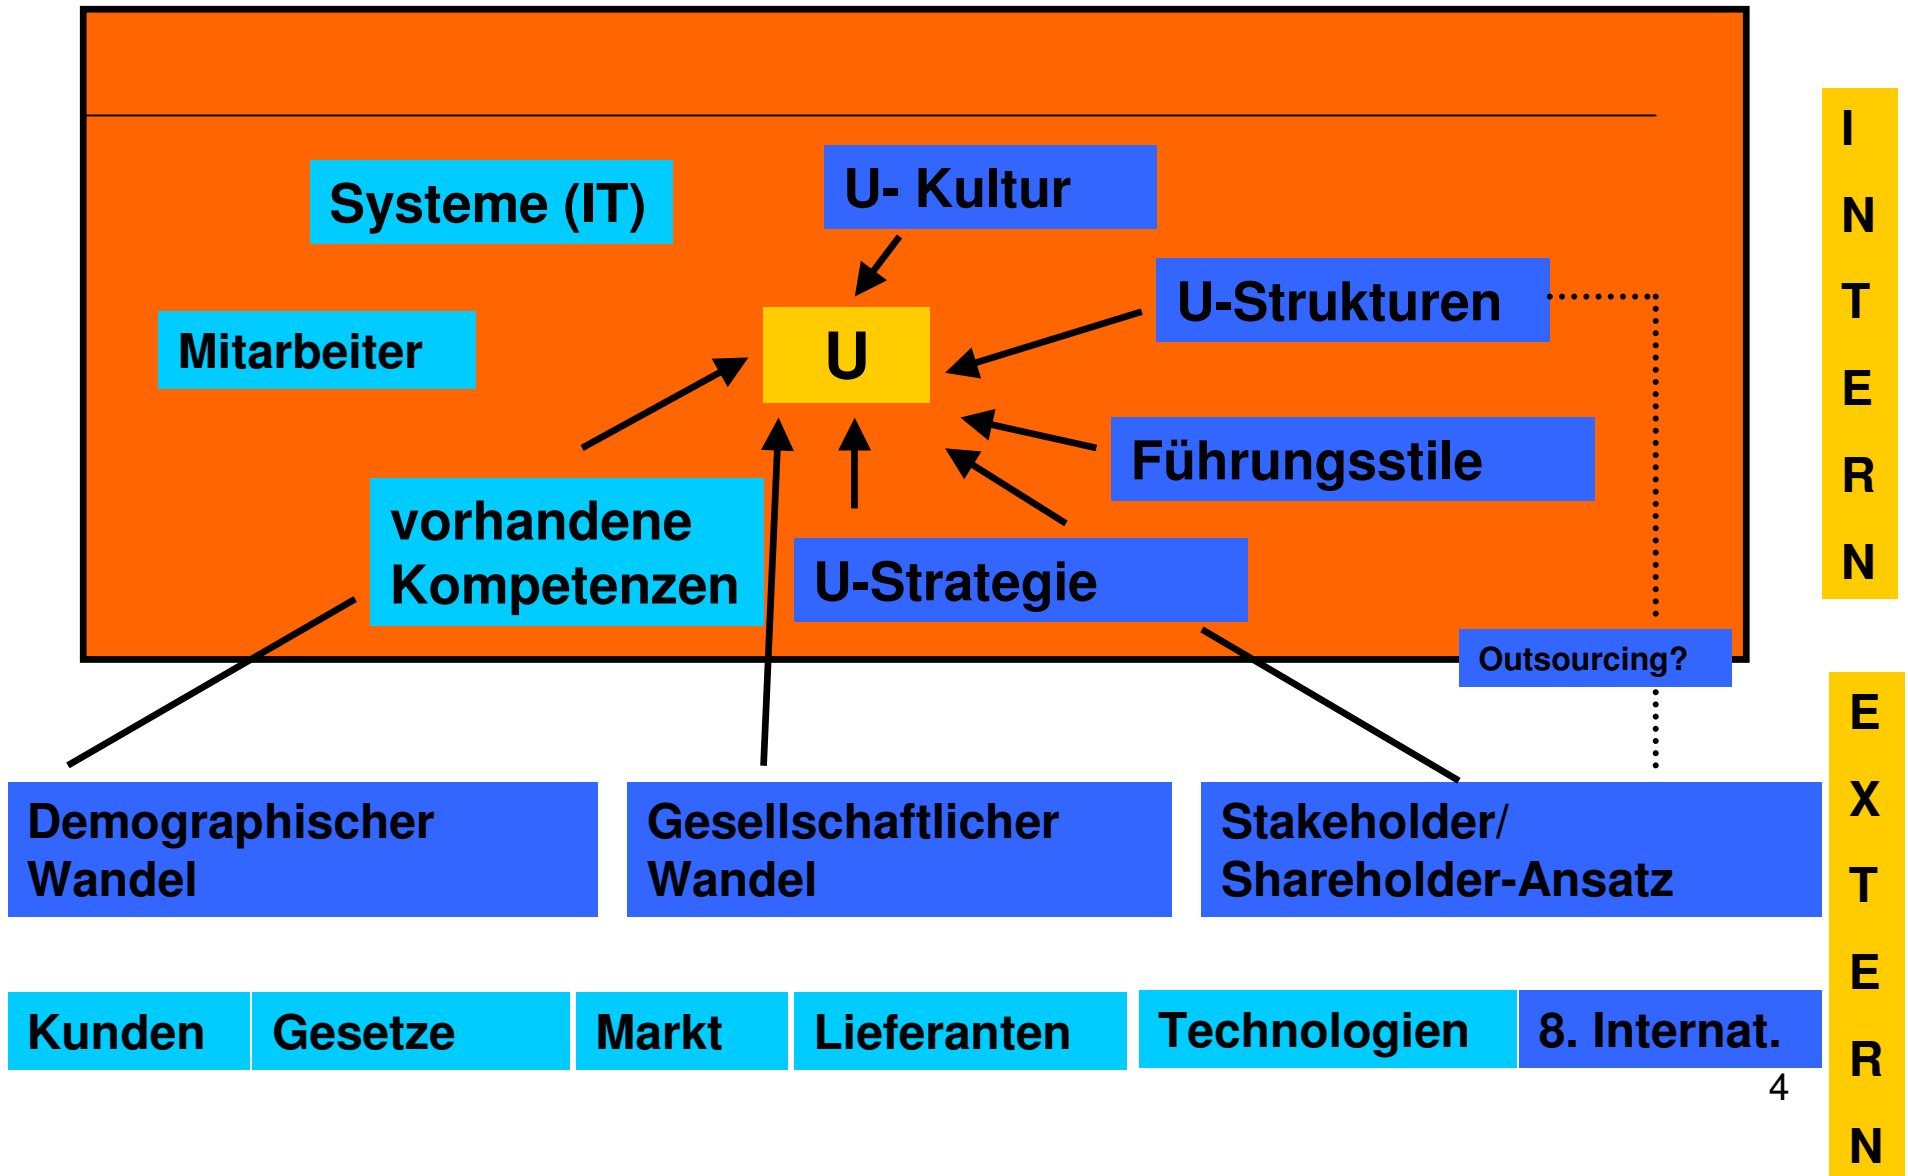 Systeme (IT)
U- Kultur
U-Strukturen
Mitarbeiter
U
Führungsstile
vorhandene
Kompetenzen
U-Strategie
Outsourcing?
I
N
T
E
R
N
Demographischer
Wandel
Gesellschaftlicher
Wandel
Stakeholder/
Shareholder-Ansatz
Kunden
Gesetze
Markt
Lieferanten
Technologien
8. Internat.
E
X
T
E
R
N
4